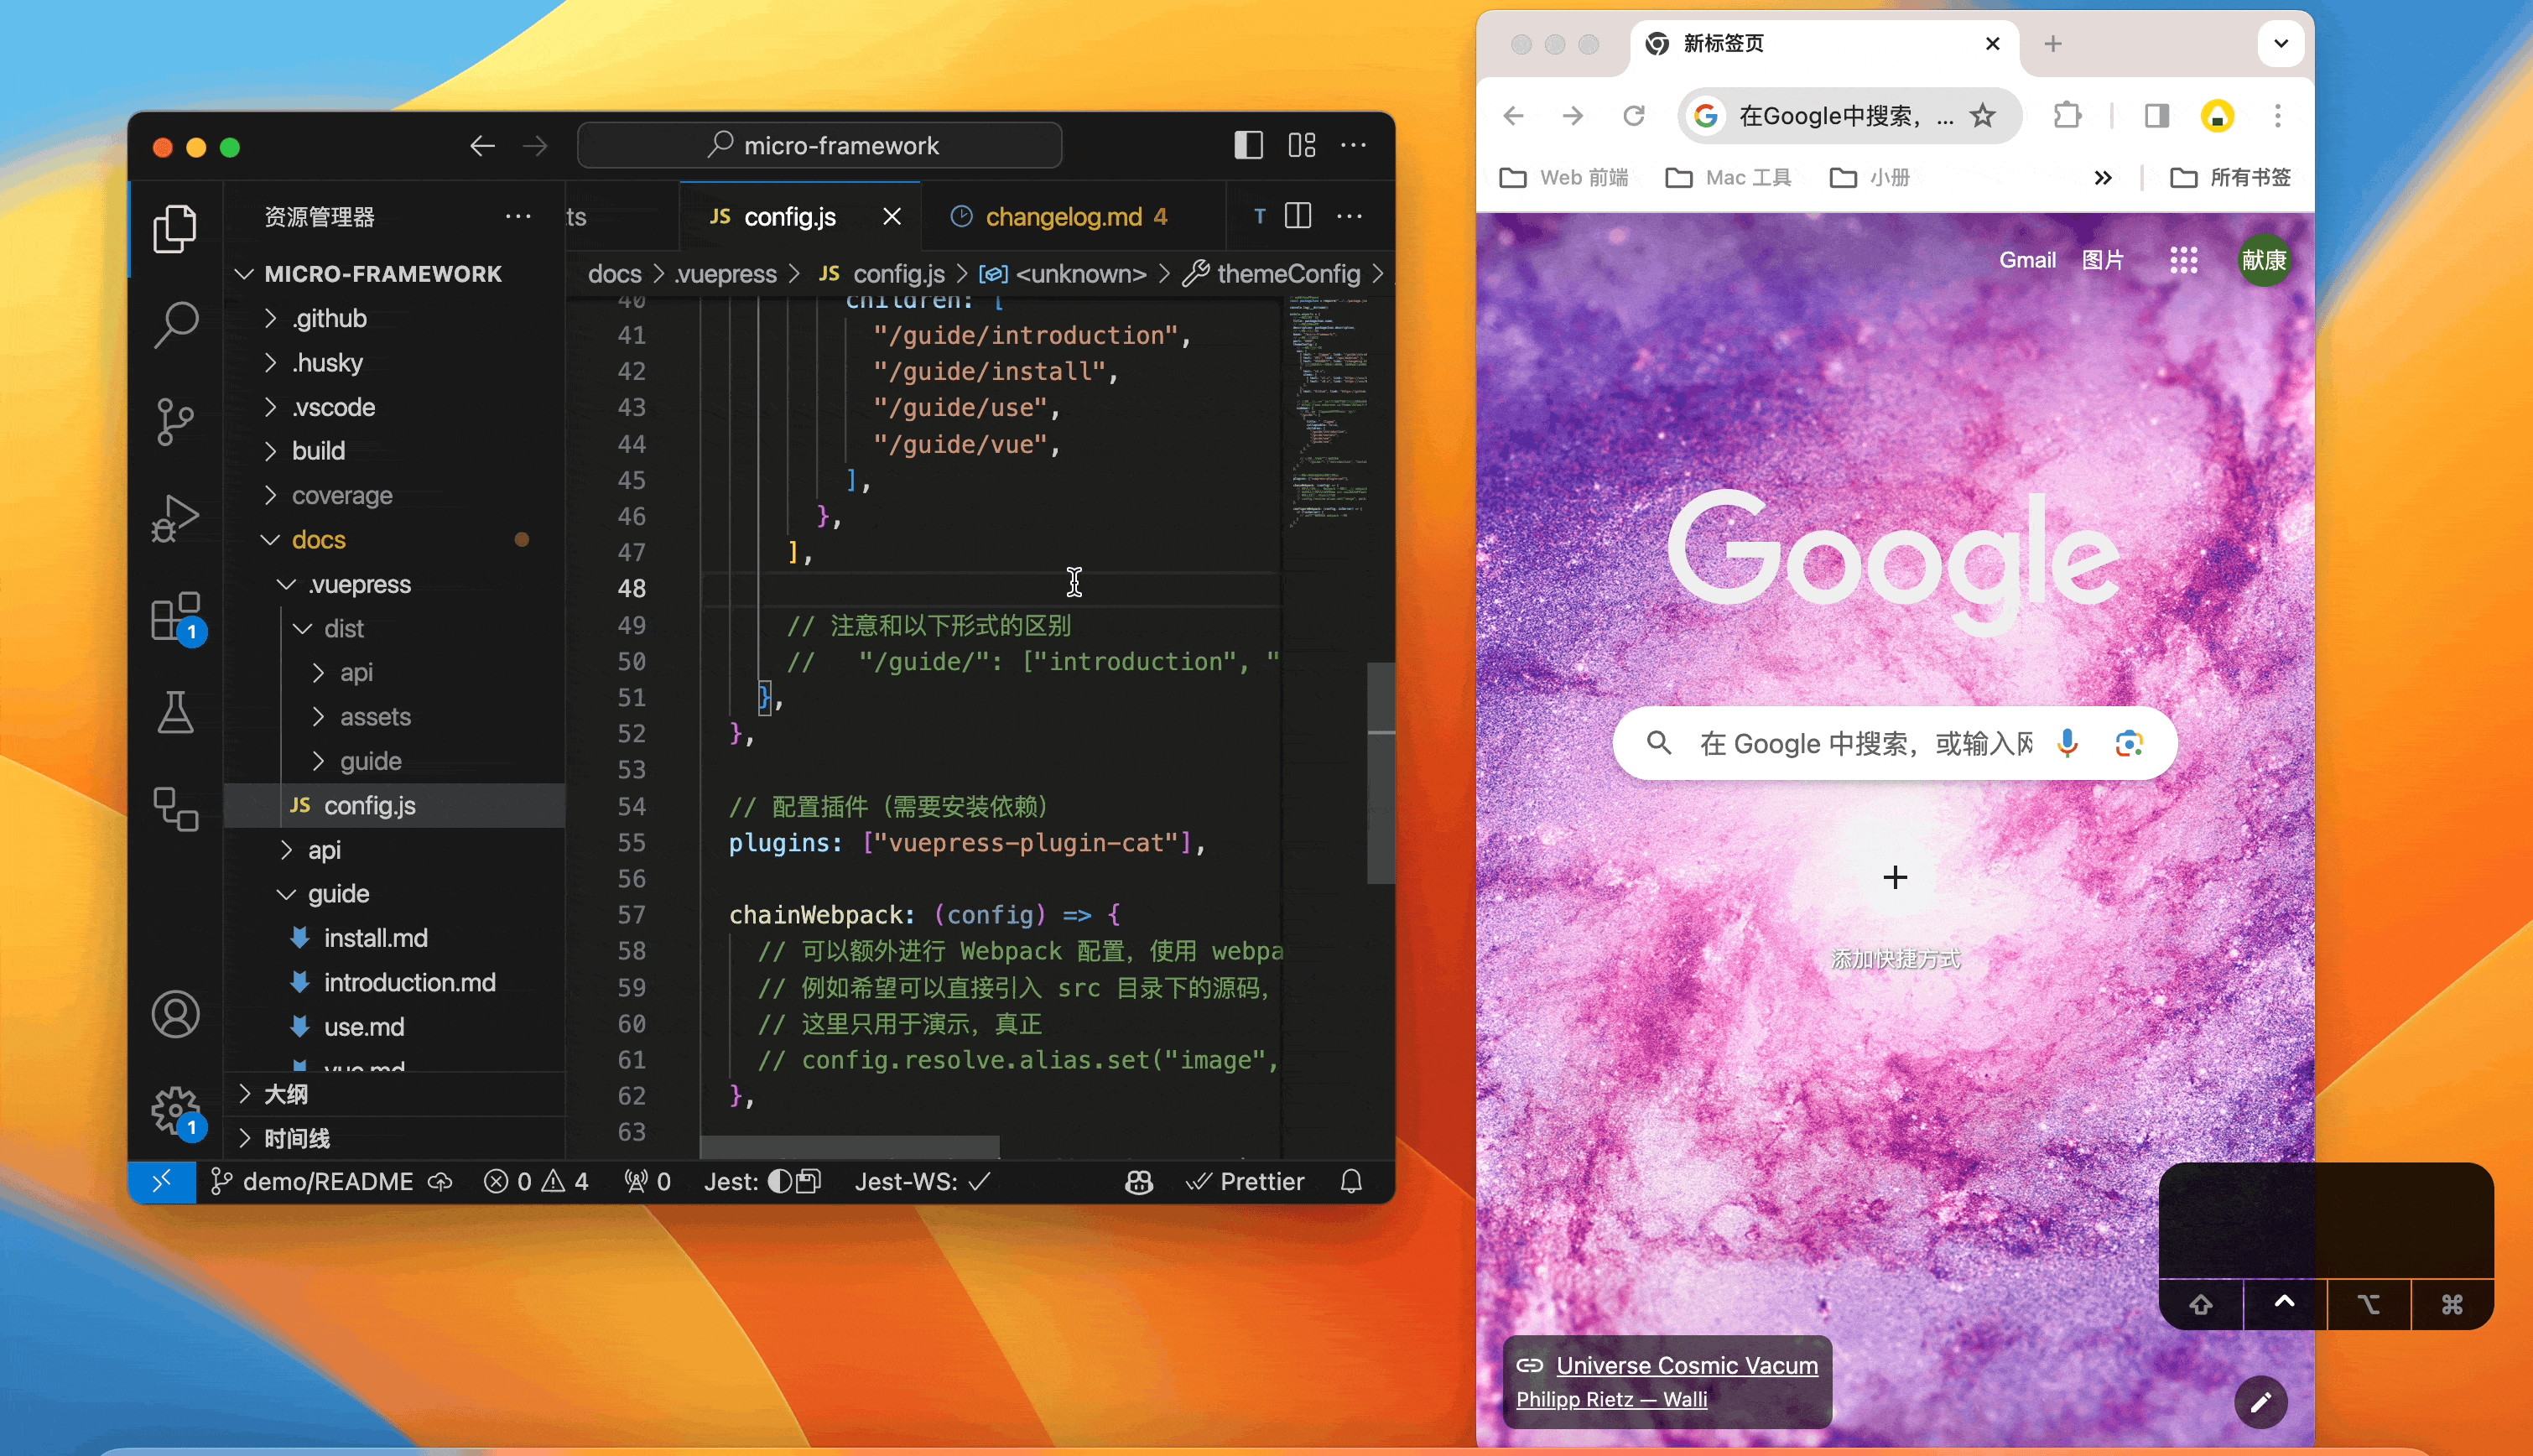 micro-framework
资源管理器
MICRO-FRAMEWORK
.github
.husky
.vscode
build
coverage
docs
.vuepress
dist
api
assets
guide
JS config.js
api
guide
install.md
introduction.md
use.md
vue.md
大纲
时间线
1
1
ts
JS config.js
changelog.md 4
T
docs > .vuepress > JS config.js > <unknown> > themeConfig >
40 children: [
41 "/guide/introduction",
42 "/guide/install",
43 "/guide/use",
44 "/guide/vue",
45 ],
46 },
47 ],
48
49 // 注意和以下形式的区别
50 //   "/guide/": ["introduction", "
51 },
52 },
53
54 // 配置插件（需要安装依赖）
55 plugins: ["vuepress-plugin-cat"],
56
57 chainWebpack: (config) => {
58 // 可以额外进行 Webpack 配置，使用 webpa
59 // 例如希望可以直接引入 src 目录下的源码，
60 // 这里只用于演示，真正
61 // config.resolve.alias.set("image",
62 },
63
demo/README 0 4 0 Jest: Jest-WS: Prettier
新标签页
在Google中搜索，...
Web 前端 Mac 工具 小册 所有书签
Gmail 图片 献康
Google
在 Google 中搜索，或输入网
添加快捷方式
Universe Cosmic Vacum
Philipp Rietz — Walli